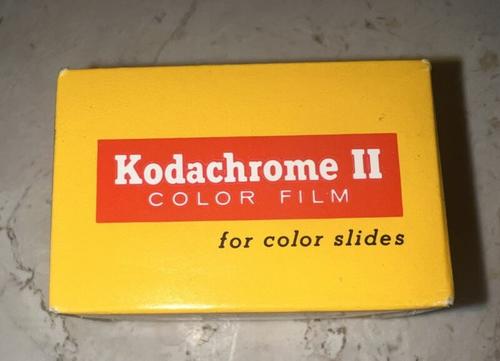 Kodachrome II
COLOR FILM
for color slides